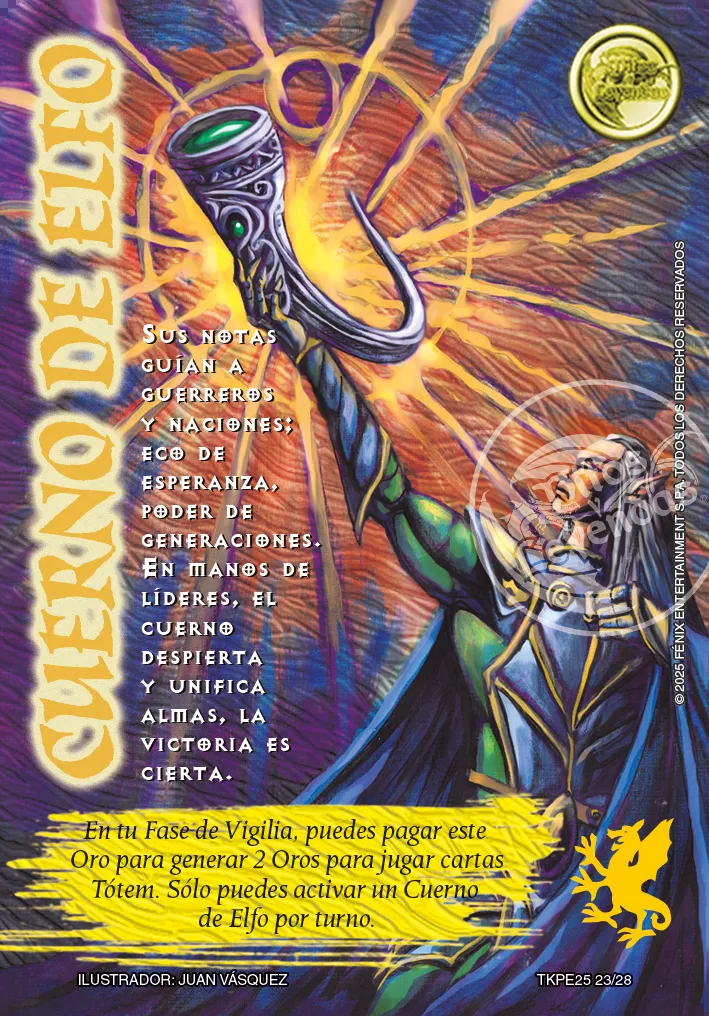 CUERNO DE ELFO
Sus notas
guían a
guerreros
y naciones;
eco de
esperanza,
poder de
generaciones.
En manos de
líderes, el
cuerno
despierta
y unifica
almas, la
victoria es
cierta.
En tu Fase de Vigilia, puedes pagar este
Oro para generar 2 Oros para jugar cartas
Tótem. Sólo puedes activar un Cuerno
de Elfo por turno.
ILUSTRADOR: JUAN VÁSQUEZ
TKPE25 23/28
© 2025 FÉNIX ENTERTAINMENT S.P.A. TODOS LOS DERECHOS RESERVADOS